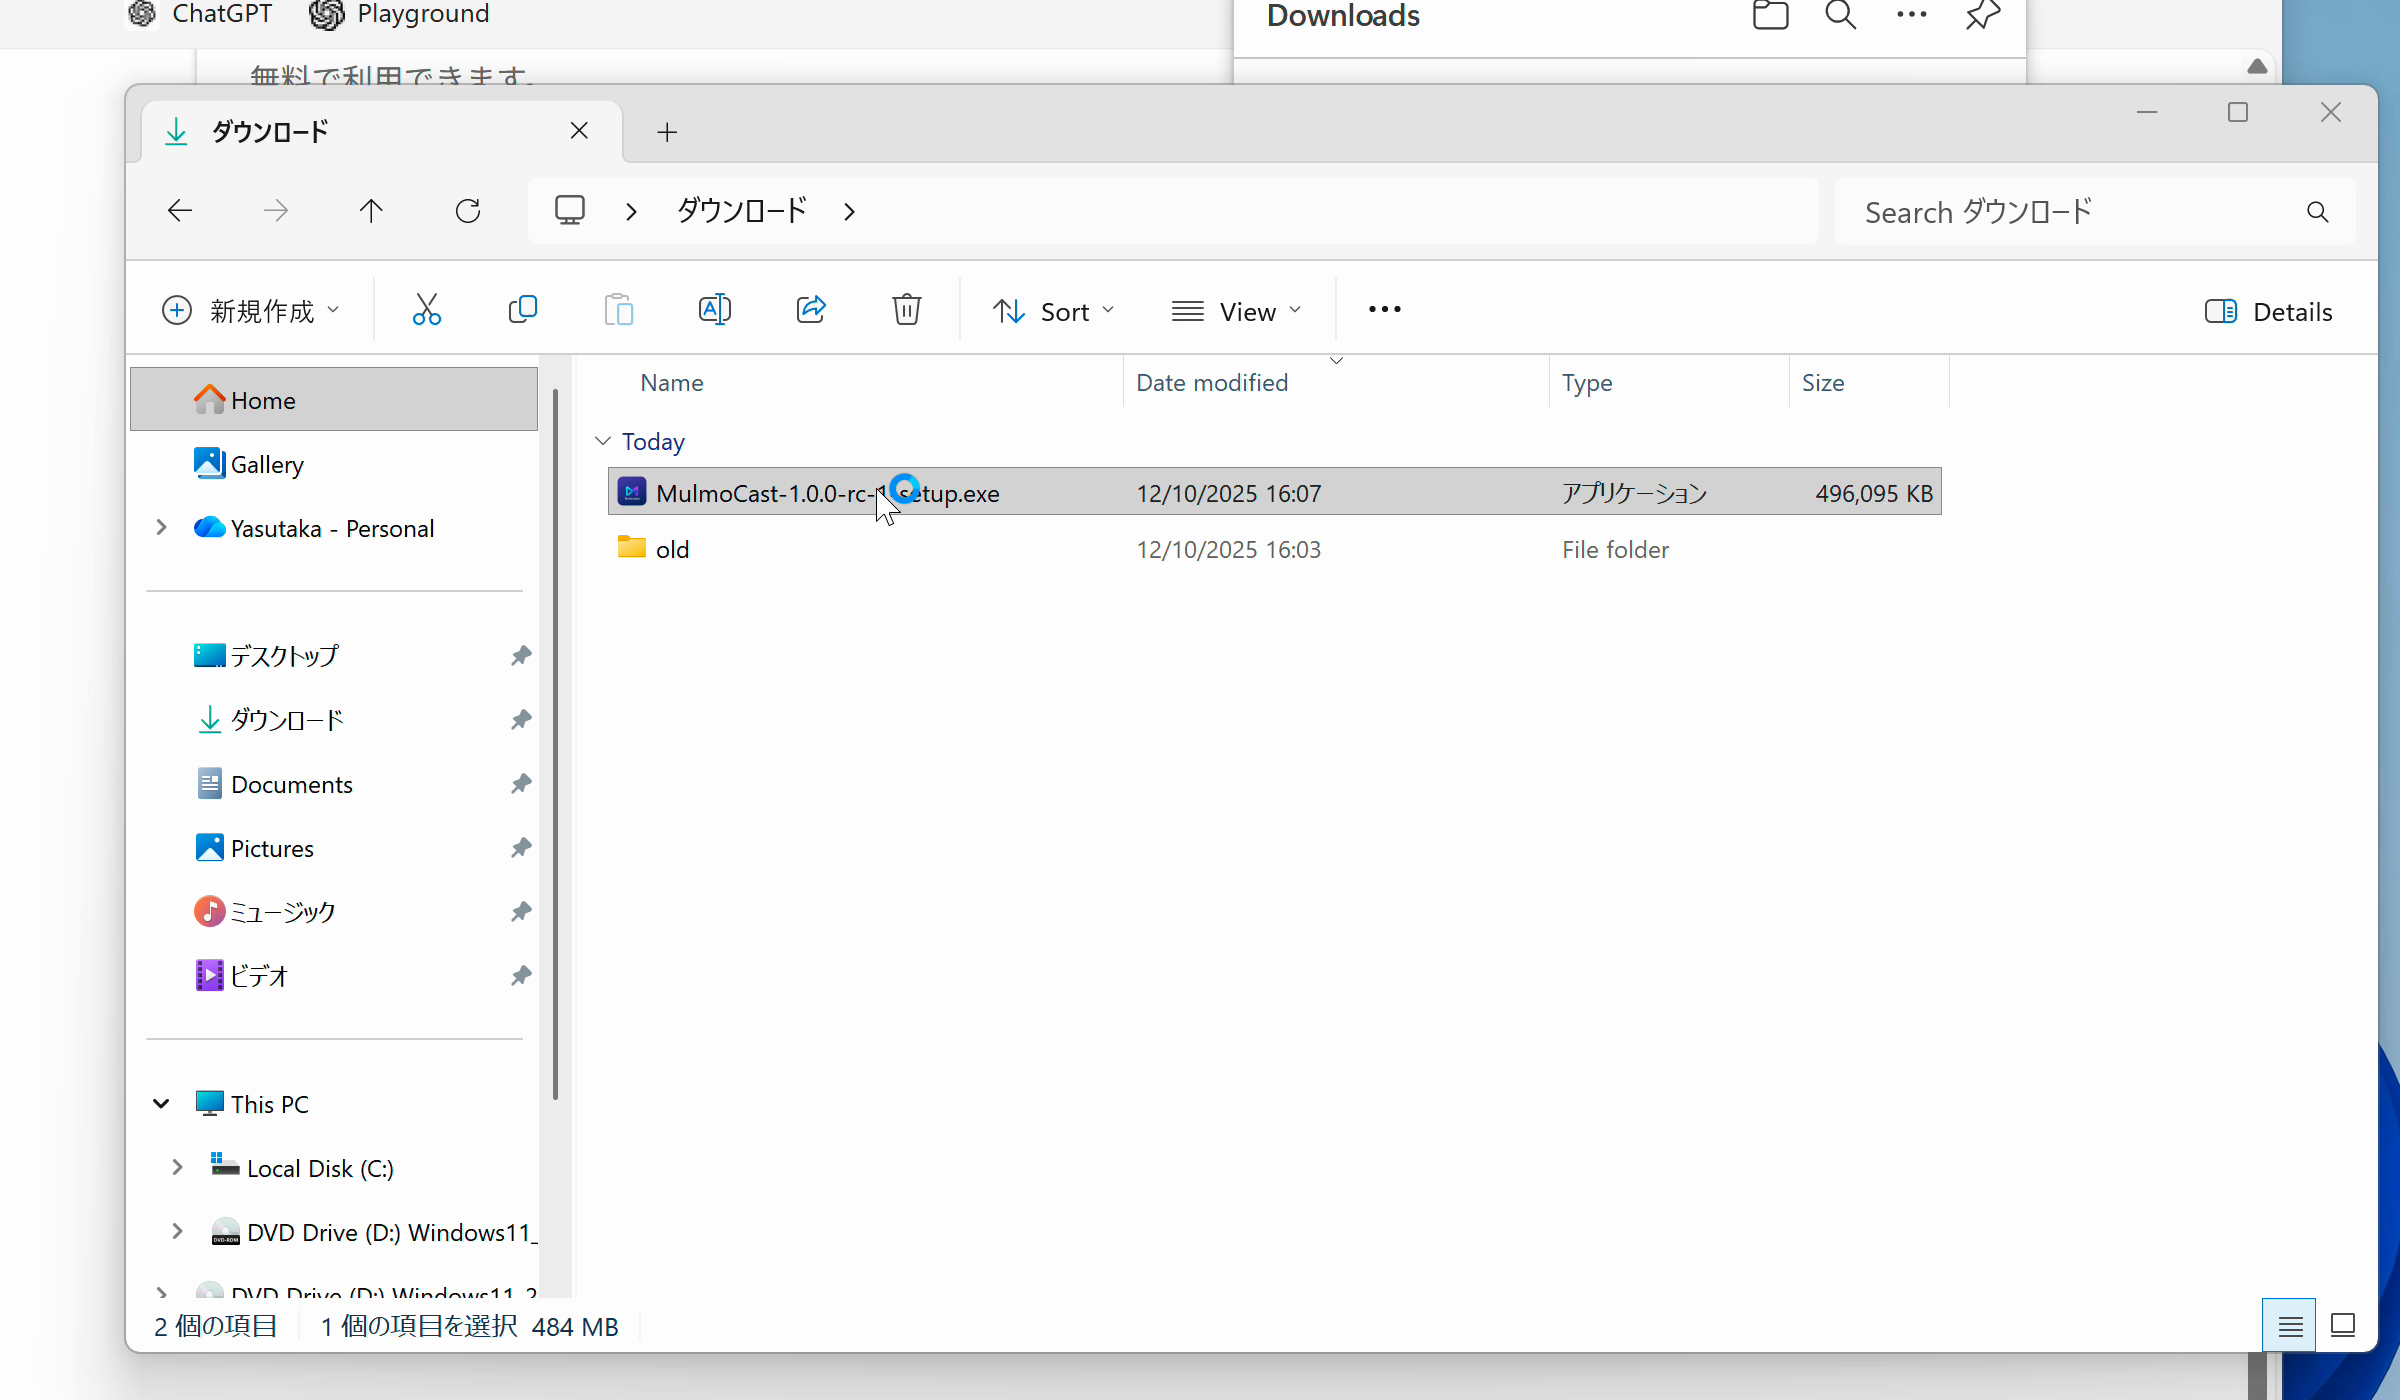 ChatGPT Playground
Downloads
無料で利用できます。
ダウンロード
ダウンロード
Search ダウンロード
新規作成 Sort View Details
Name Date modified Type Size
Today
MulmoCast-1.0.0-rc-1-setup.exe 12/10/2025 16:07 アプリケーション 496,095 KB
old 12/10/2025 16:03 File folder
Home
Gallery
Yasutaka - Personal
デスクトップ
ダウンロード
Documents
Pictures
ミュージック
ビデオ
This PC
Local Disk (C:)
DVD Drive (D:) Windows11_
DVD Drive (D:) Windows11_2
2 個の項目 1 個の項目を選択 484 MB